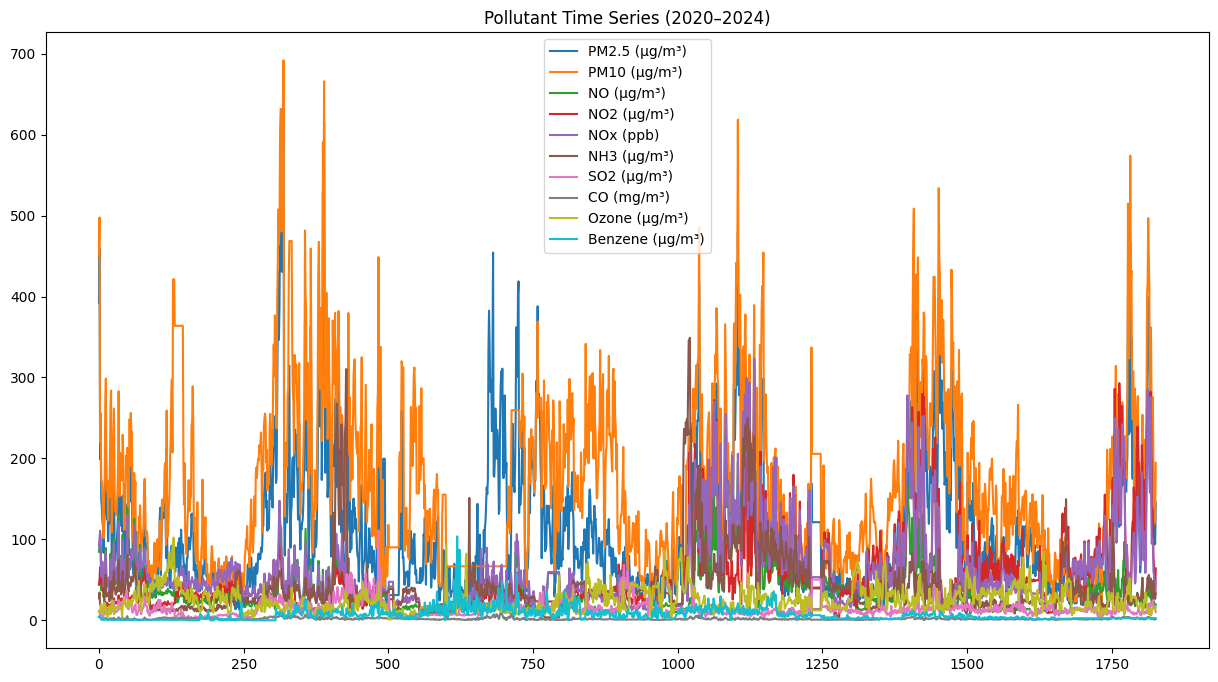 Pollutant Time Series (2020–2024)
700
600
500
400
300
200
100
0
PM2.5 (µg/m³)
PM10 (µg/m³)
NO (µg/m³)
NO2 (µg/m³)
NOx (ppb)
NH3 (µg/m³)
SO2 (µg/m³)
CO (mg/m³)
Ozone (µg/m³)
Benzene (µg/m³)
0 250 500 750 1000 1250 1500 1750